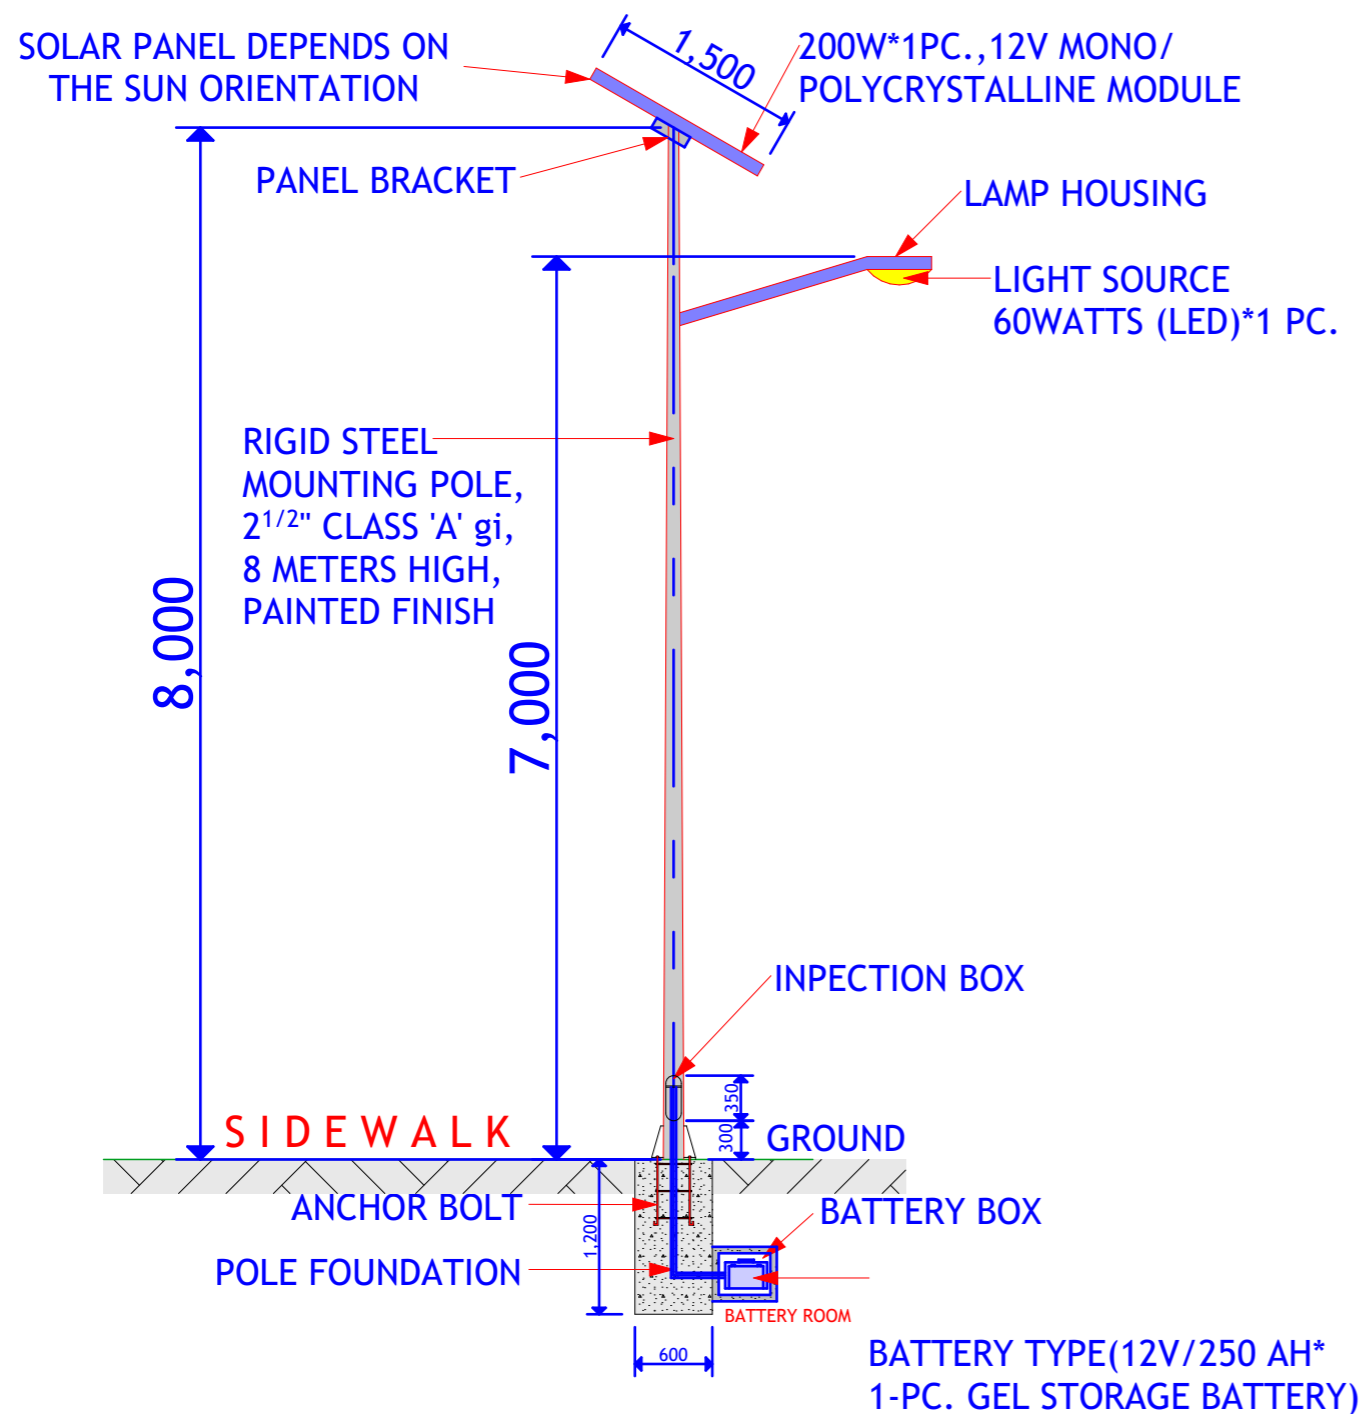 SOLAR PANEL DEPENDS ON
THE SUN ORIENTATION
1,500
200W*1PC.,12V MONO/
POLYCRYSTALLINE MODULE
PANEL BRACKET
LAMP HOUSING
LIGHT SOURCE
60WATTS (LED)*1 PC.
RIGID STEEL
MOUNTING POLE,
21/2" CLASS 'A' gi,
8 METERS HIGH,
PAINTED FINISH
8,000
7,000
INPECTION BOX
350
300
SIDEWALK
GROUND
ANCHOR BOLT
1,200
BATTERY BOX
POLE FOUNDATION
BATTERY ROOM
600
BATTERY TYPE(12V/250 AH*
1-PC. GEL STORAGE BATTERY)